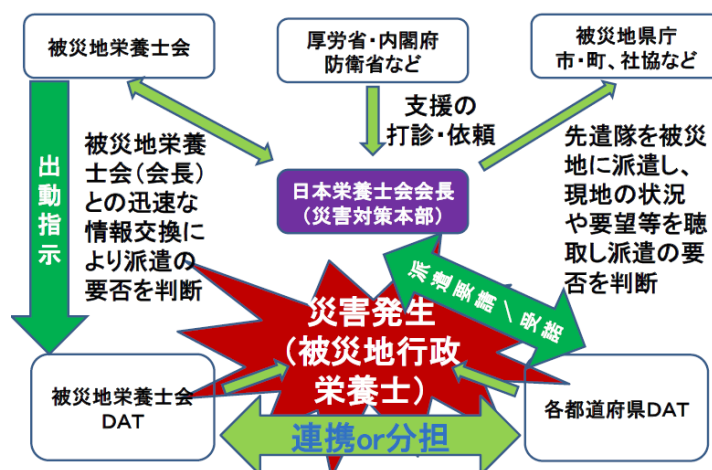 被災地栄養士会
厚労省・内閣府
防衛省など
被災地県庁
市・町、社協など
出動指示
被災地栄養
士会(会長)
との迅速な
情報交換に
より派遣の
要否を判断
支援の
打診・依頼
日本栄養士会会長
(災害対策本部)
先遣隊を被災
地に派遣し、
現地の状況
や要望等を聴
取し派遣の要
否を判断
派遣要請/受諾
災害発生
(被災地行政
栄養士)
被災地栄養士会
DAT
連携or分担
各都道府県DAT